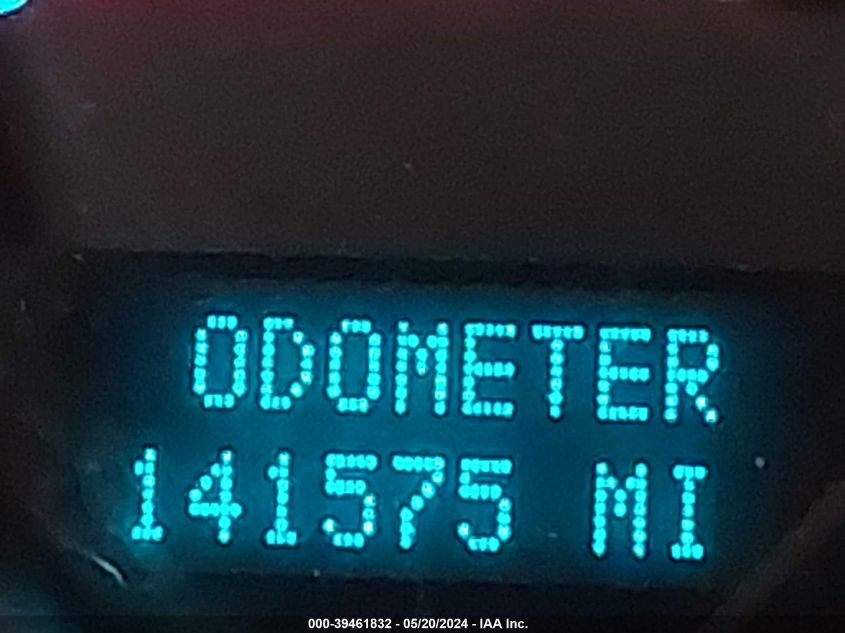 ODOMETER
141575 MI
000-39461832 - 05/20/2024 - IAA Inc.